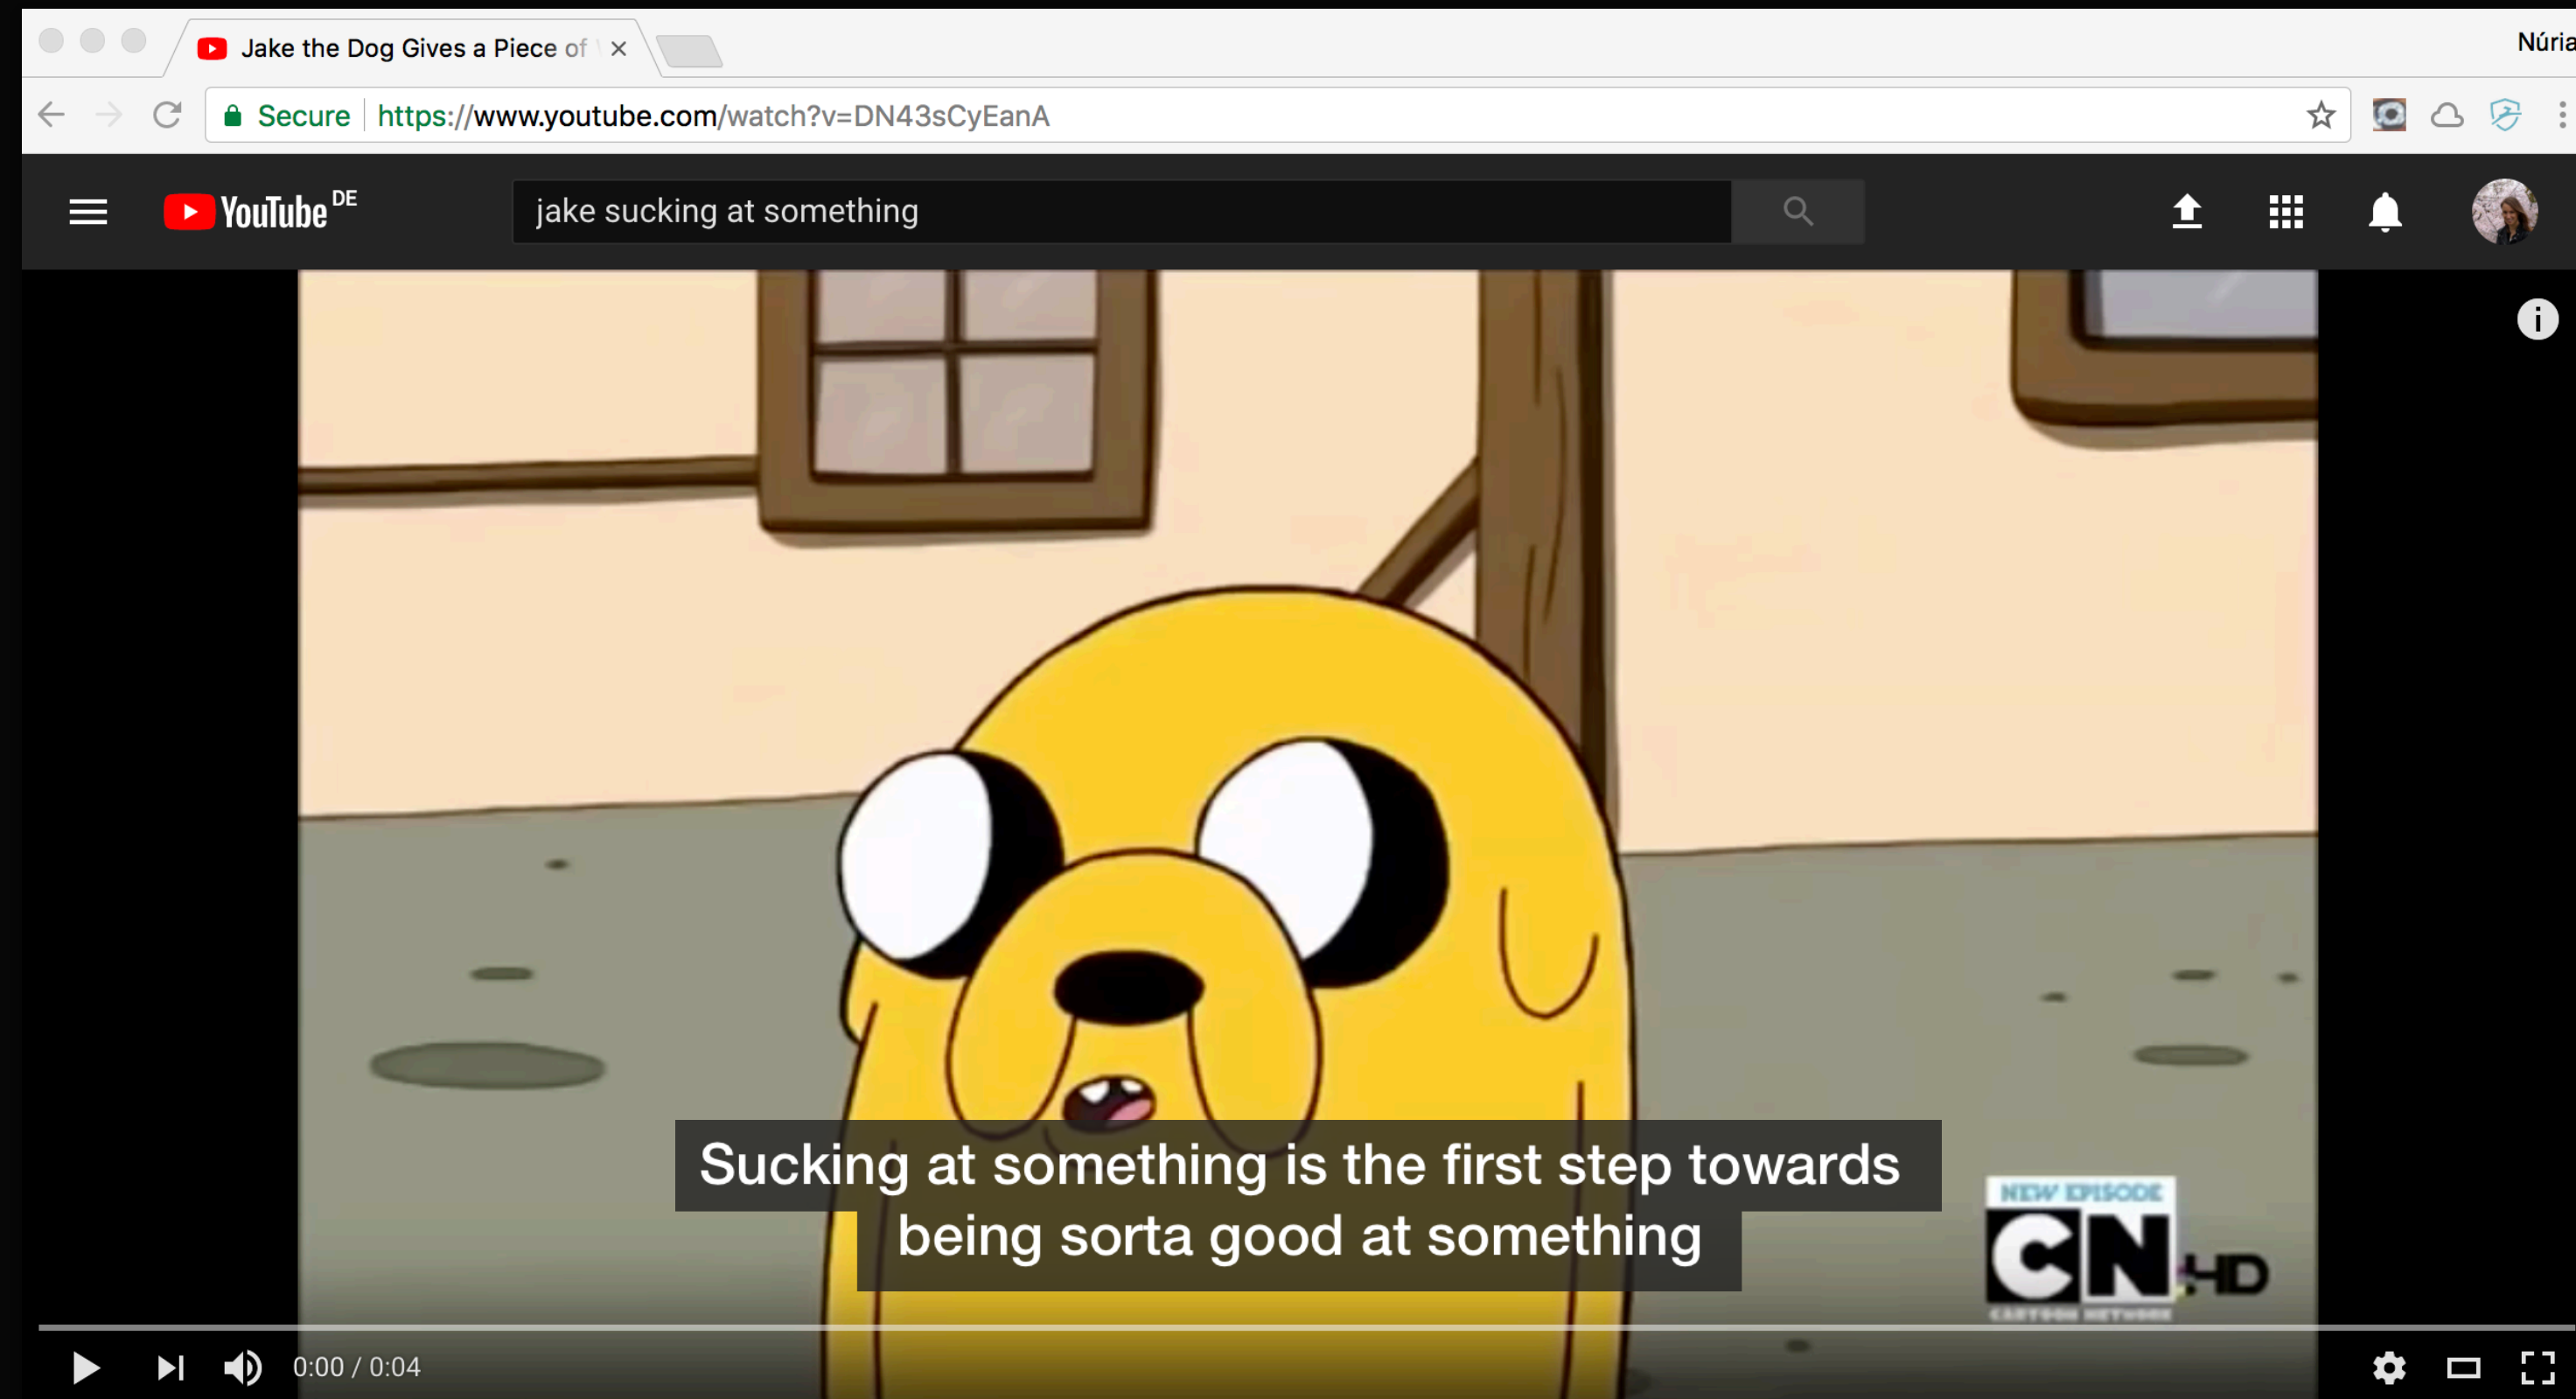 Jake the Dog Gives a Piece of
Núria
Secure https://www.youtube.com/watch?v=DN43sCyEanA
YouTube DE
jake sucking at something
i
Sucking at something is the first step towards
being sorta good at something
NEW EPISODE
CN HD
CARTOON NETWORK
0:00 / 0:04